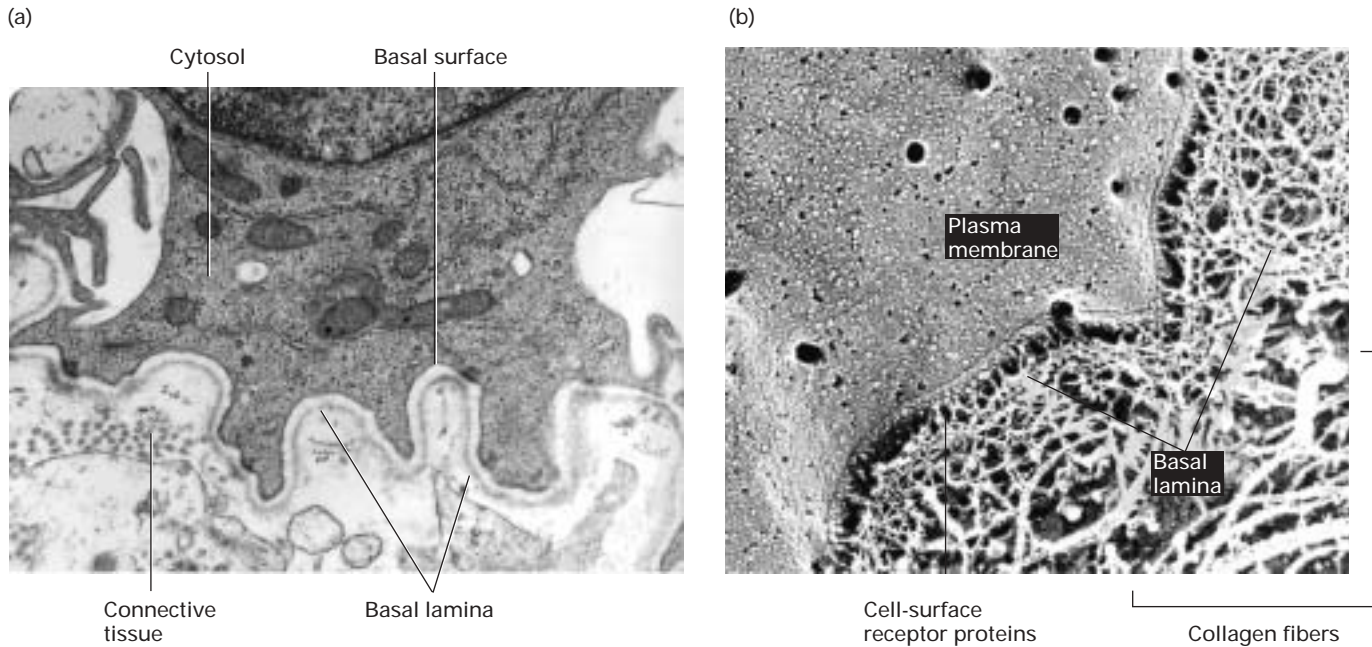 (a)
(b)
Cytosol
Basal surface
Plasma
membrane
Basal
lamina
Connective
tissue
Basal lamina
Cell-surface
receptor proteins
Collagen fibers